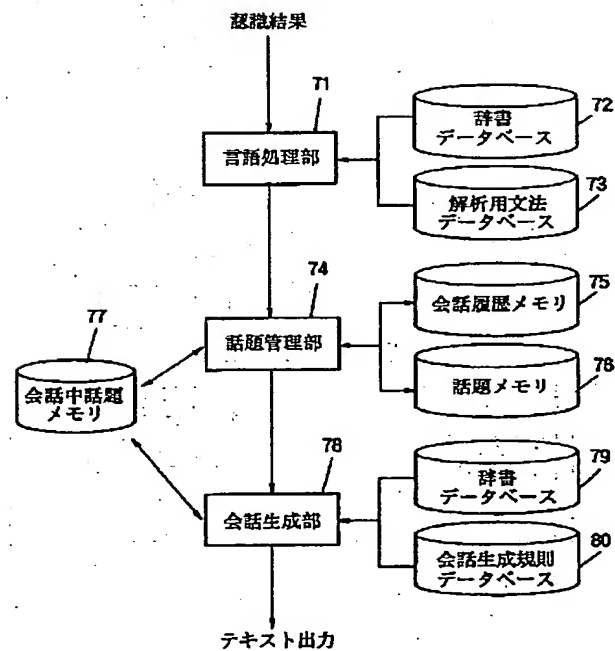 認識結果
71
言語処理部
72
辞書
データベース
73
解析用文法
データベース
74
話題管理部
75
会話履歴メモリ
76
話題メモリ
77
会話中話題
メモリ
78
会話生成部
79
辞書
データベース
80
会話生成規則
データベース
テキスト出力